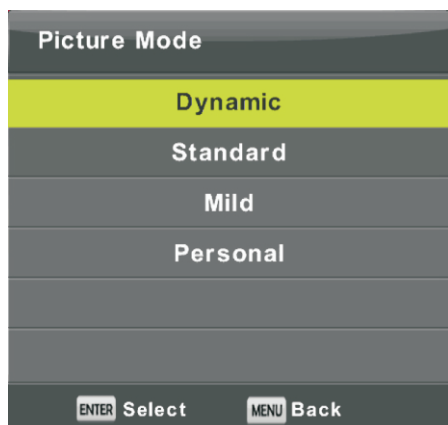 Picture Mode
Dynamic
Standard
Mild
Personal
ENTER Select MENU Back